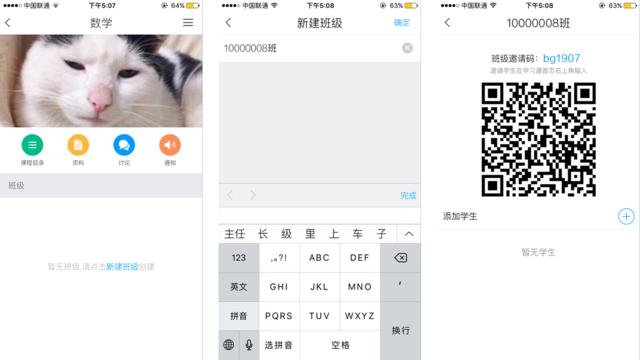 中国联通 下午5:07 64%
数学
课程目录 资料 讨论 通知
班级
暂无班级,请点击新建班级创建
中国联通 下午5:08 62%
新建班级 确定
10000008班
完成
主任 长 级 里 上 车 子
123 ,。?! ABC DEF
英文 GHI JKL MNO ’
拼音 PQRS TUV WXYZ 换行
选拼音 空格
中国联通 下午5:08 62%
10000008班
班级邀请码：bg1907
邀请学生在学习通首页右上角输入
添加学生
暂无学生